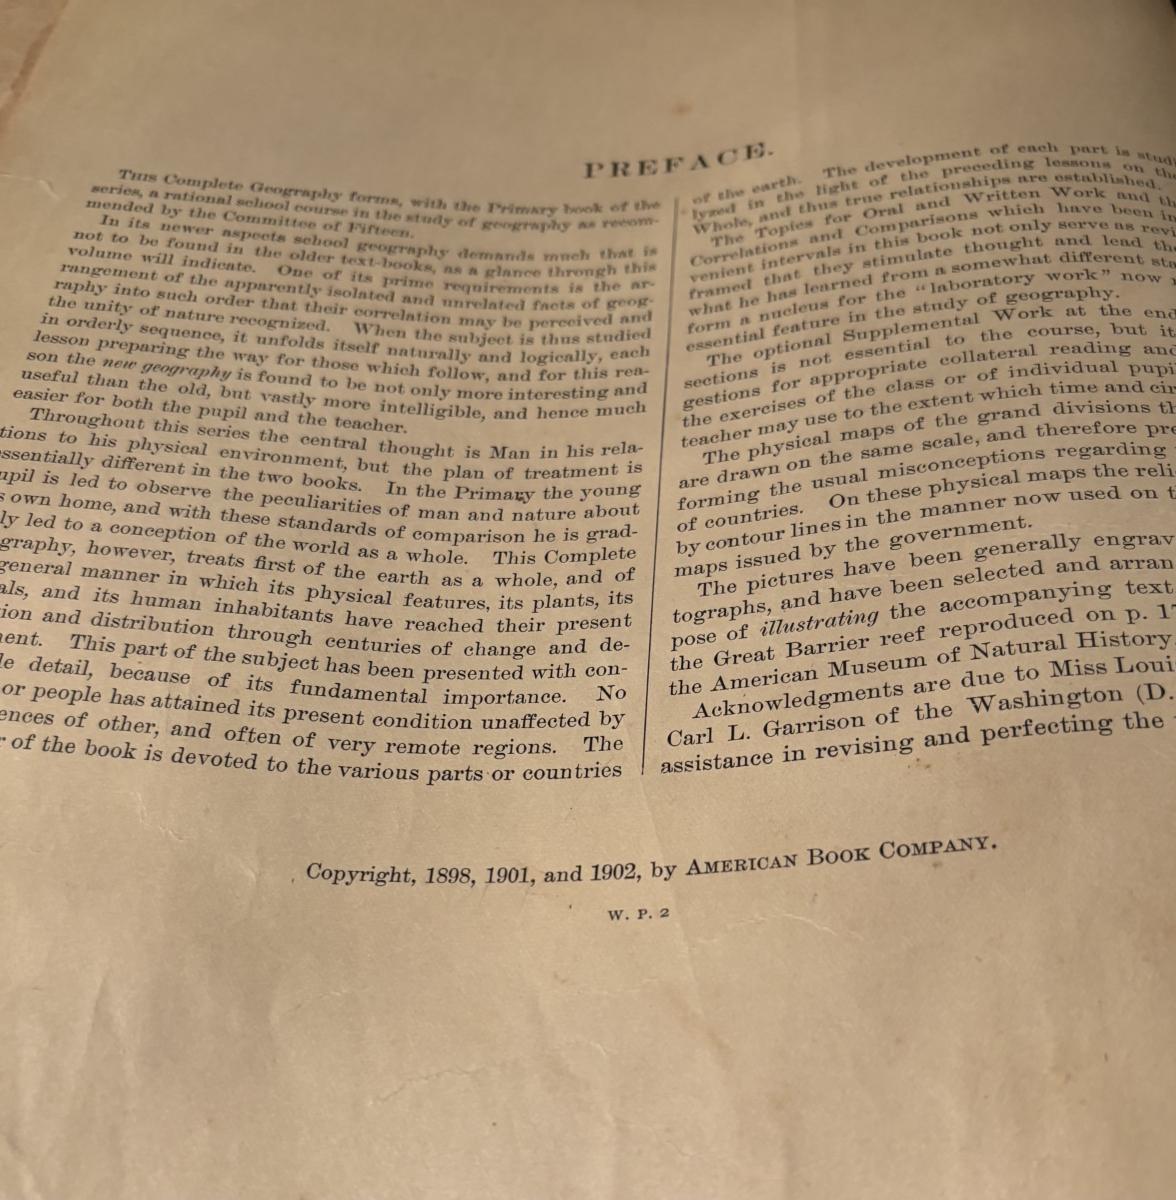 PREFACE.
THIS Complete Geography forms, with the Primary book of the
series, a rational school course in the study of geography as recom-
mended by the Committee of Fifteen.
In its newer aspects school geography demands much that is
not to be found in the older text-books, as a glance through this
volume will indicate. One of its prime requirements is the ar-
rangement of the apparently isolated and unrelated facts of geog-
raphy into such order that their correlation may be perceived and
the unity of nature recognized. When the subject is thus studied
in orderly sequence, it unfolds itself naturally and logically, each
lesson preparing the way for those which follow, and for this rea-
son the new geography is found to be not only more interesting and
useful than the old, but vastly more intelligible, and hence much
easier for both the pupil and the teacher.
Throughout this series the central thought is Man in his rela-
tions to his physical environment, but the plan of treatment is
ssentially different in the two books. In the Primary the young
upil is led to observe the peculiarities of man and nature about
s own home, and with these standards of comparison he is grad-
ly led to a conception of the world as a whole. This Complete
graphy, however, treats first of the earth as a whole, and of
general manner in which its physical features, its plants, its
als, and its human inhabitants have reached their present
ion and distribution through centuries of change and de-
ment. This part of the subject has been presented with con-
le detail, because of its fundamental importance. No
or people has attained its present condition unaffected by
ences of other, and often of very remote regions. The
r of the book is devoted to the various parts or countries
of the earth. The development of each part is studi
lyzed in the light of the preceding lessons on the
Whole, and thus true relationships are established.
The Topics for Oral and Written Work and th
Correlations and Comparisons which have been in
venient intervals in this book not only serve as revi
framed that they stimulate thought and lead the
what he has learned from a somewhat different sta
form a nucleus for the "laboratory work" now
essential feature in the study of geography.
The optional Supplemental Work at the end
sections is not essential to the course, but it
gestions for appropriate collateral reading and
the exercises of the class or of individual pupi
teacher may use to the extent which time and cir
The physical maps of the grand divisions th
are drawn on the same scale, and therefore pre
forming the usual misconceptions regarding
of countries. On these physical maps the reli
by contour lines in the manner now used on t
maps issued by the government.
The pictures have been generally engrav
tographs, and have been selected and arran
pose of illustrating the accompanying text
the Great Barrier reef reproduced on p. 17
the American Museum of Natural History
Acknowledgments are due to Miss Loui
Carl L. Garrison of the Washington (D.
assistance in revising and perfecting the
Copyright, 1898, 1901, and 1902, by AMERICAN BOOK COMPANY.
W. P. 2